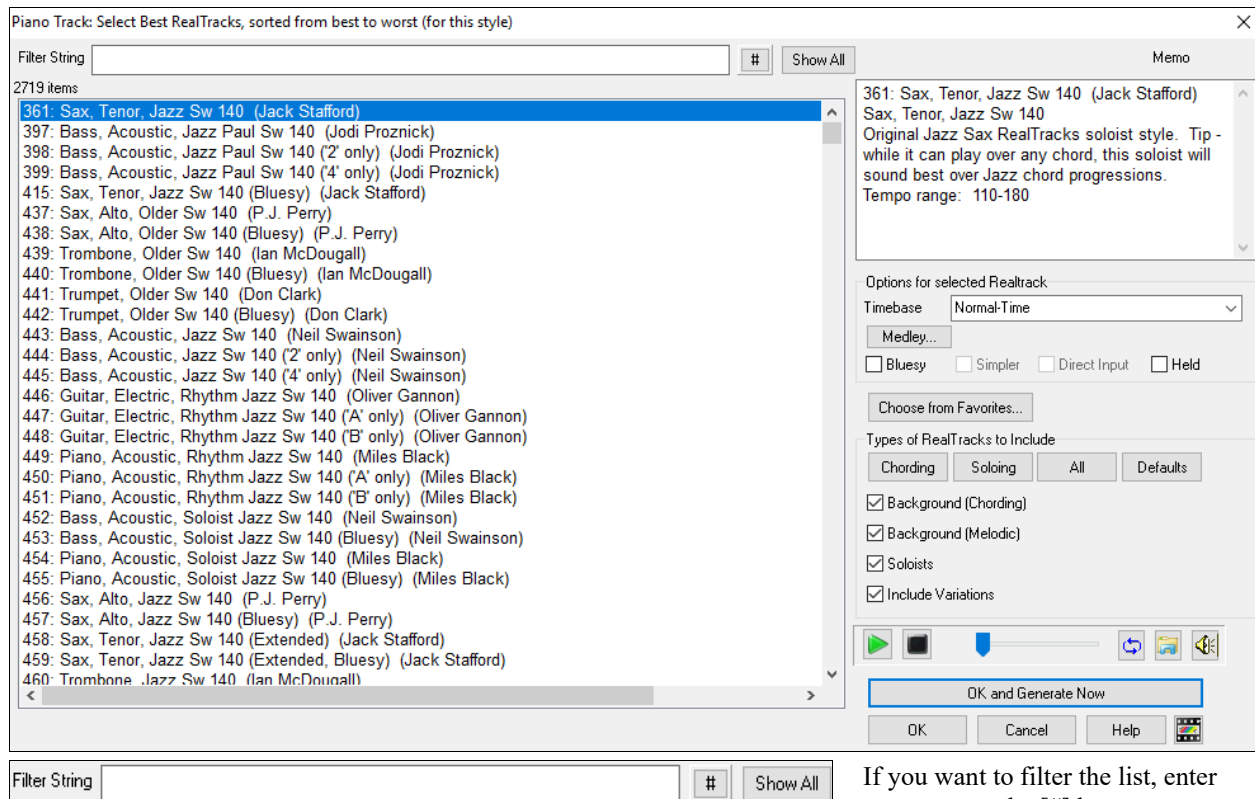 Piano Track: Select Best RealTracks, sorted from best to worst (for this style)
Filter String
#
Show All
Memo
2719 items
361: Sax, Tenor, Jazz Sw 140 (Jack Stafford)
397: Bass, Acoustic, Jazz Paul Sw 140 (Jodi Proznick)
398: Bass, Acoustic, Jazz Paul Sw 140 ('2' only) (Jodi Proznick)
399: Bass, Acoustic, Jazz Paul Sw 140 ('4' only) (Jodi Proznick)
415: Sax, Tenor, Jazz Sw 140 (Bluesy) (Jack Stafford)
437: Sax, Alto, Older Sw 140 (P.J. Perry)
438: Sax, Alto, Older Sw 140 (Bluesy) (P.J. Perry)
439: Trombone, Older Sw 140 (Ian McDougall)
440: Trombone, Older Sw 140 (Bluesy) (Ian McDougall)
441: Trumpet, Older Sw 140 (Don Clark)
442: Trumpet, Older Sw 140 (Bluesy) (Don Clark)
443: Bass, Acoustic, Jazz Sw 140 (Neil Swainson)
444: Bass, Acoustic, Jazz Sw 140 ('2' only) (Neil Swainson)
445: Bass, Acoustic, Jazz Sw 140 ('4' only) (Neil Swainson)
446: Guitar, Electric, Rhythm Jazz Sw 140 (Oliver Gannon)
447: Guitar, Electric, Rhythm Jazz Sw 140 ('A' only) (Oliver Gannon)
448: Guitar, Electric, Rhythm Jazz Sw 140 ('B' only) (Oliver Gannon)
449: Piano, Acoustic, Rhythm Jazz Sw 140 (Miles Black)
450: Piano, Acoustic, Rhythm Jazz Sw 140 ('A' only) (Miles Black)
451: Piano, Acoustic, Rhythm Jazz Sw 140 ('B' only) (Miles Black)
452: Bass, Acoustic, Soloist Jazz Sw 140 (Neil Swainson)
453: Bass, Acoustic, Soloist Jazz Sw 140 (Bluesy) (Neil Swainson)
454: Piano, Acoustic, Soloist Jazz Sw 140 (Miles Black)
455: Piano, Acoustic, Soloist Jazz Sw 140 (Bluesy) (Miles Black)
456: Sax, Alto, Jazz Sw 140 (P.J. Perry)
457: Sax, Alto, Jazz Sw 140 (Bluesy) (P.J. Perry)
458: Sax, Tenor, Jazz Sw 140 (Extended) (Jack Stafford)
459: Sax, Tenor, Jazz Sw 140 (Extended, Bluesy) (Jack Stafford)
460: Trombone, Jazz Sw 140 (Ian McDougall)
361: Sax, Tenor, Jazz Sw 140 (Jack Stafford)
Sax, Tenor, Jazz Sw 140
Original Jazz Sax RealTracks soloist style. Tip -
while it can play over any chord, this soloist will
sound best over Jazz chord progressions.
Tempo range: 110-180
Options for selected Realtrack
Timebase Normal-Time
Medley...
Bluesy Simpler Direct Input Held
Choose from Favorites...
Types of RealTracks to Include
Chording Soloing All Defaults
Background (Chording)
Background (Melodic)
Soloists
Include Variations
OK and Generate Now
OK Cancel Help
Filter String # Show All
If you want to filter the list, enter